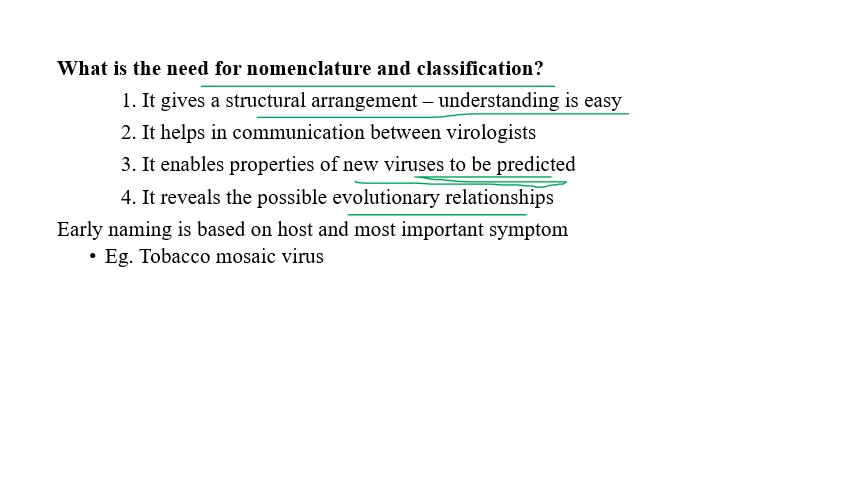 What is the need for nomenclature and classification?
1. It gives a structural arrangement – understanding is easy
2. It helps in communication between virologists
3. It enables properties of new viruses to be predicted
4. It reveals the possible evolutionary relationships
Early naming is based on host and most important symptom
• Eg. Tobacco mosaic virus